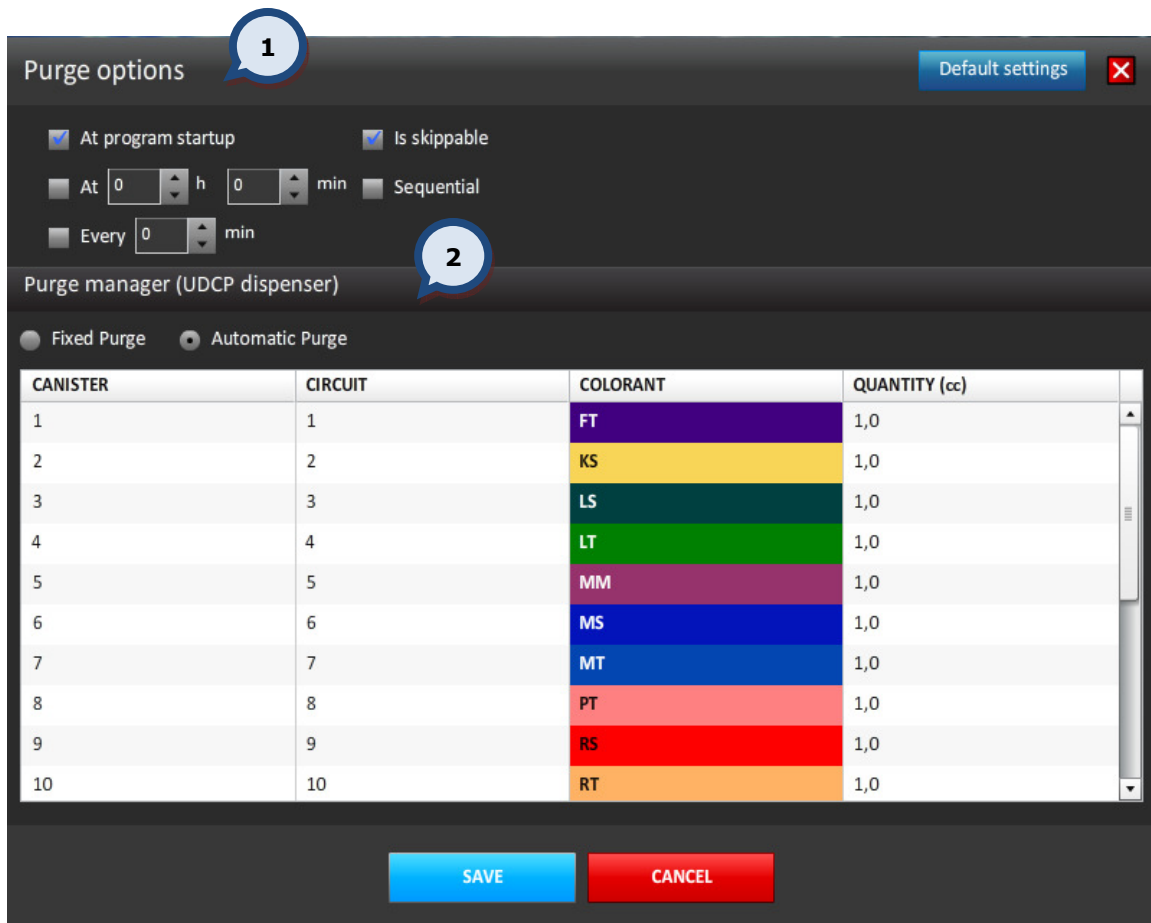 1
Purge options Default settings
At program startup Is skippable
At 0 h 0 min Sequential
Every 0 min
2
Purge manager (UDCP dispenser)
Fixed Purge Automatic Purge
CANISTER CIRCUIT COLORANT QUANTITY (cc)
1 1 FT 1,0
2 2 KS 1,0
3 3 LS 1,0
4 4 LT 1,0
5 5 MM 1,0
6 6 MS 1,0
7 7 MT 1,0
8 8 PT 1,0
9 9 RS 1,0
10 10 RT 1,0
SAVE CANCEL